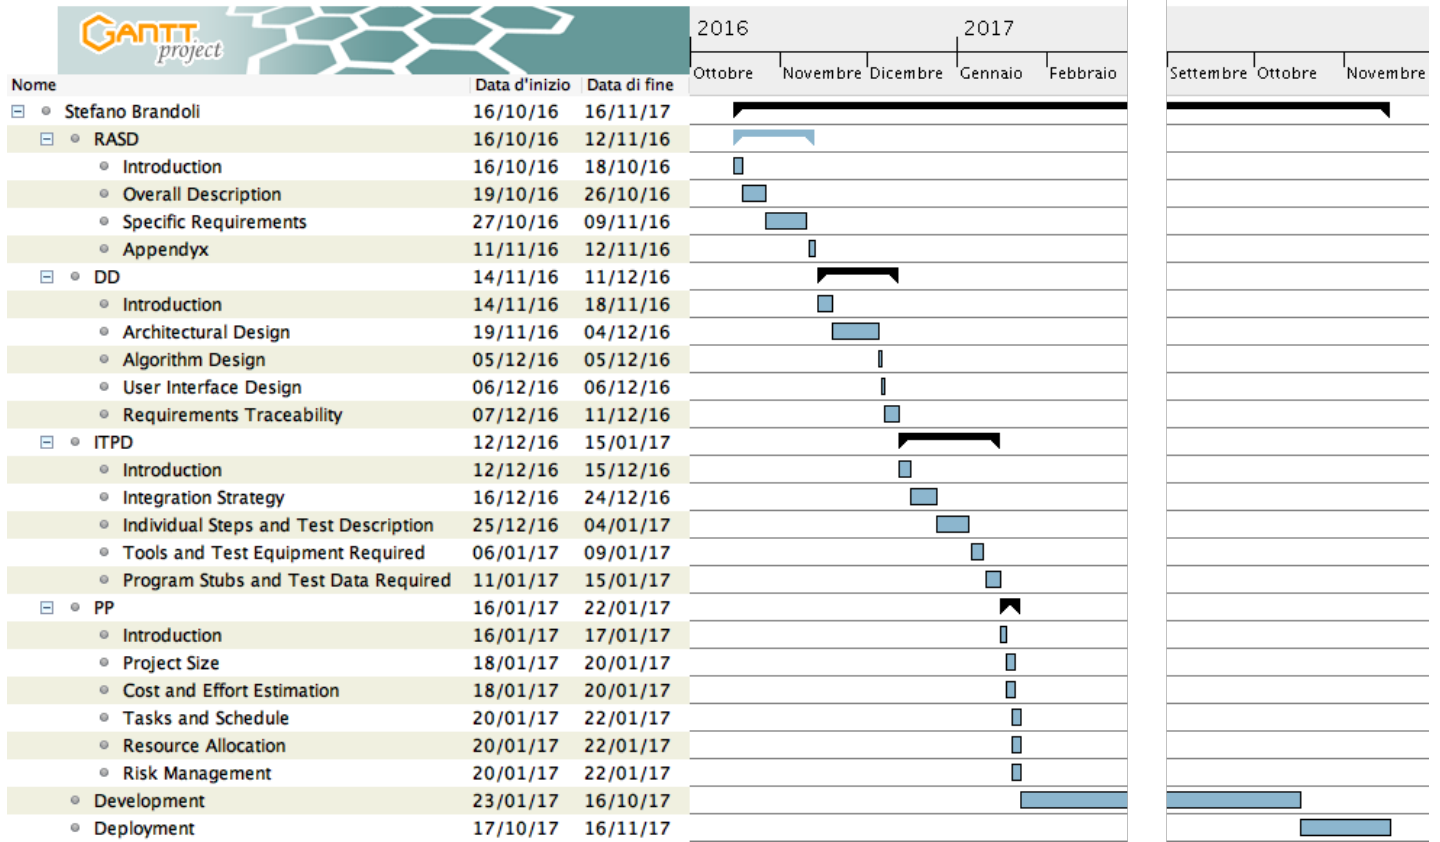 GANTT
project
2016 2017
Ottobre Novembre Dicembre Gennaio Febbraio Settembre Ottobre Novembre
Nome Data d'inizio Data di fine
Stefano Brandoli 16/10/16 16/11/17
RASD 16/10/16 12/11/16
Introduction 16/10/16 18/10/16
Overall Description 19/10/16 26/10/16
Specific Requirements 27/10/16 09/11/16
Appendyx 11/11/16 12/11/16
DD 14/11/16 11/12/16
Introduction 14/11/16 18/11/16
Architectural Design 19/11/16 04/12/16
Algorithm Design 05/12/16 05/12/16
User Interface Design 06/12/16 06/12/16
Requirements Traceability 07/12/16 11/12/16
ITPD 12/12/16 15/01/17
Introduction 12/12/16 15/12/16
Integration Strategy 16/12/16 24/12/16
Individual Steps and Test Description 25/12/16 04/01/17
Tools and Test Equipment Required 06/01/17 09/01/17
Program Stubs and Test Data Required 11/01/17 15/01/17
PP 16/01/17 22/01/17
Introduction 16/01/17 17/01/17
Project Size 18/01/17 20/01/17
Cost and Effort Estimation 18/01/17 20/01/17
Tasks and Schedule 20/01/17 22/01/17
Resource Allocation 20/01/17 22/01/17
Risk Management 20/01/17 22/01/17
Development 23/01/17 16/10/17
Deployment 17/10/17 16/11/17